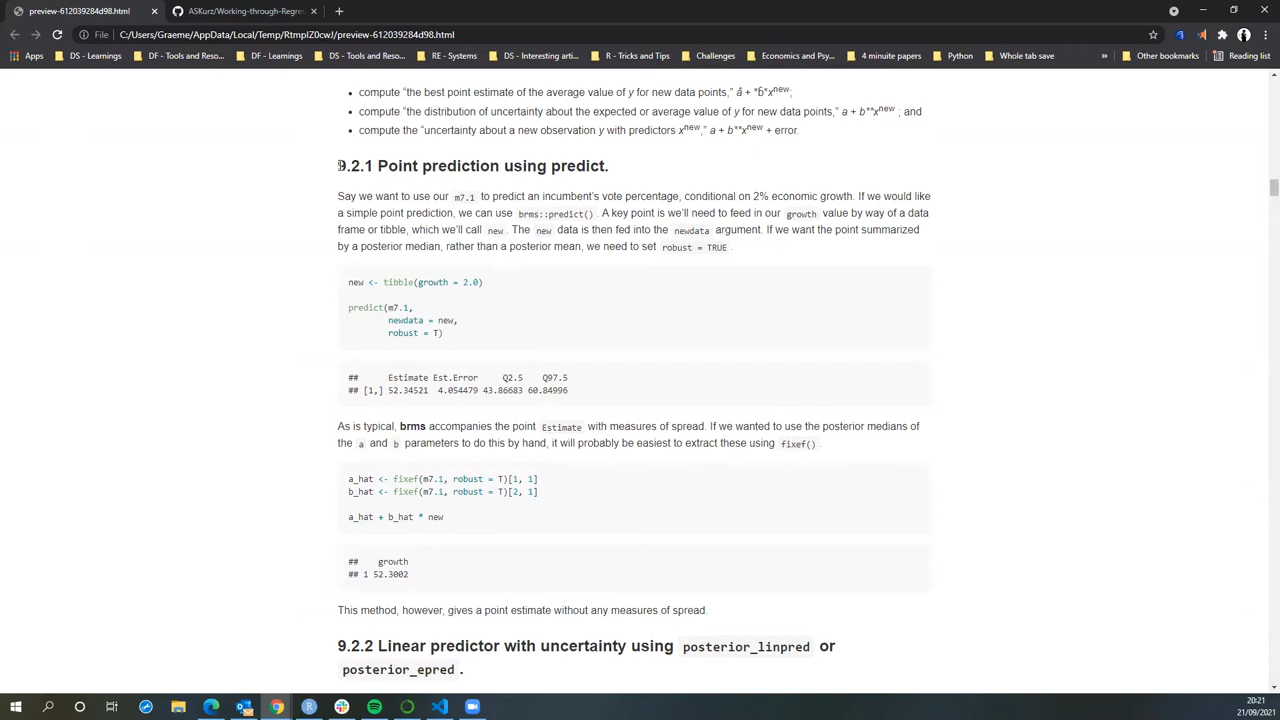 preview-612039284d98.html
ASKurz/Working-through-Regres
File
C:/Users/Graeme/AppData/Local/Temp/RtmpIZ0cwJ/preview-612039284d98.html
Apps
DS - Learnings
DF - Tools and Reso...
DF - Learnings
DS - Tools and Reso...
RE - Systems
DS - Interesting arti...
R - Tricks and Tips
Challenges
Economics and Psy...
4 minuite papers
Python
Whole tab save
»
Other bookmarks
Reading list
• compute “the best point estimate of the average value of y for new data points,” â + *b̂*xnew;
• compute “the distribution of uncertainty about the expected or average value of y for new data points,” a + b**xnew ; and
• compute the “uncertainty about a new observation y with predictors xnew,” a + b**xnew + error.
9.2.1 Point prediction using predict.
Say we want to use our m7.1 to predict an incumbent’s vote percentage, conditional on 2% economic growth. If we would like
a simple point prediction, we can use brms::predict() . A key point is we’ll need to feed in our growth value by way of a data
frame or tibble, which we’ll call new . The new data is then fed into the newdata argument. If we want the point summarized
by a posterior median, rather than a posterior mean, we need to set robust = TRUE .
new <- tibble(growth = 2.0)
predict(m7.1,
newdata = new,
robust = T)
## Estimate Est.Error Q2.5 Q97.5
## [1,] 52.34521 4.054479 43.86683 60.84996
As is typical, brms accompanies the point Estimate with measures of spread. If we wanted to use the posterior medians of
the a and b parameters to do this by hand, it will probably be easiest to extract these using fixef() .
a_hat <- fixef(m7.1, robust = T)[1, 1]
b_hat <- fixef(m7.1, robust = T)[2, 1]
a_hat + b_hat * new
## growth
## 1 52.3002
This method, however, gives a point estimate without any measures of spread.
9.2.2 Linear predictor with uncertainty using posterior_linpred or
posterior_epred .
20:21
21/09/2021